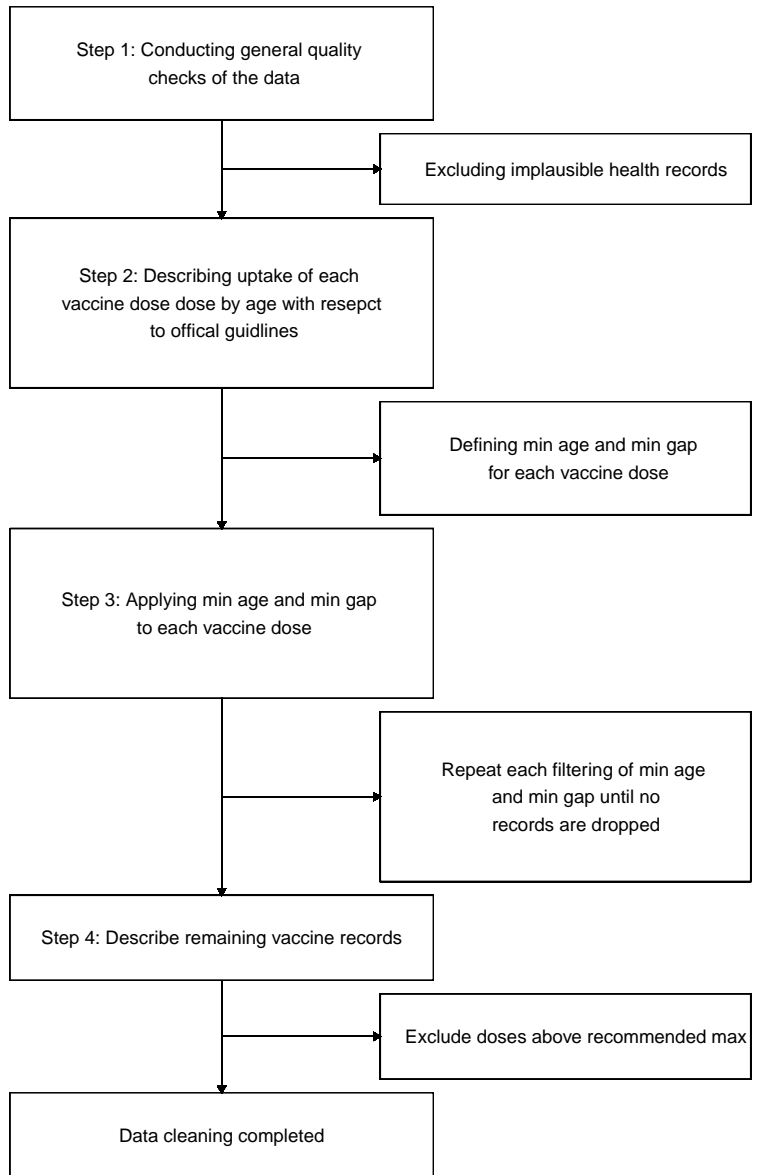 Step 1: Conducting general quality
checks of the data
Excluding implausible health records
Step 2: Describing uptake of each
vaccine dose dose by age with resepct
to offical guidlines
Defining min age and min gap
for each vaccine dose
Step 3: Applying min age and min gap
to each vaccine dose
Repeat each filtering of min age
and min gap until no
records are dropped
Step 4: Describe remaining vaccine records
Exclude doses above recommended max
Data cleaning completed